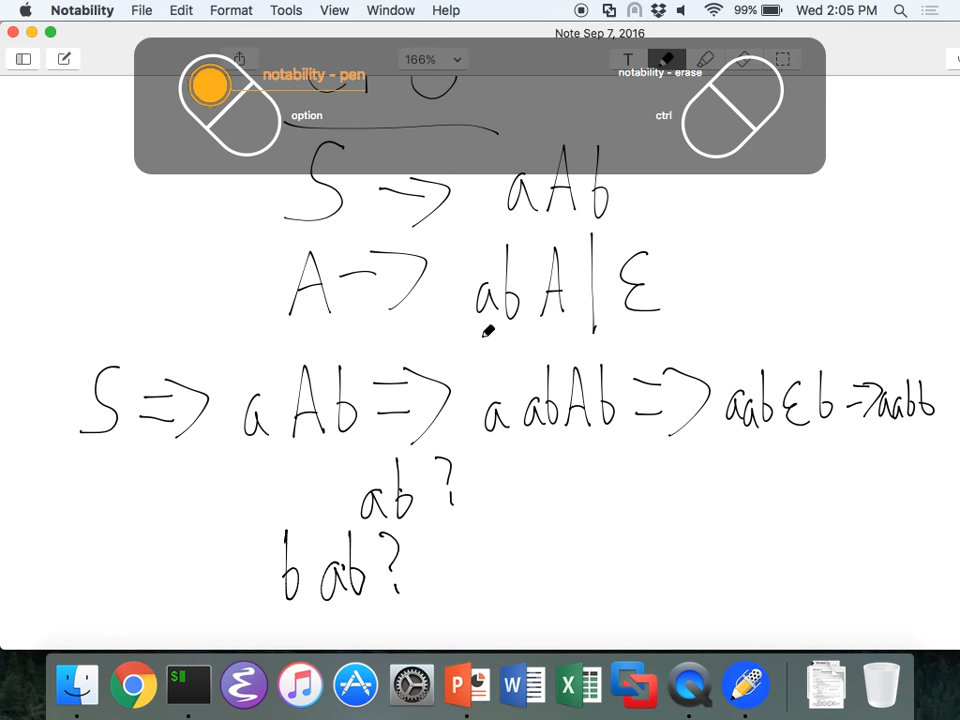 Notability File Edit Format Tools View Window Help 99% Wed 2:05 PM
Note Sep 7, 2016
166% T
notability - pen
notability - erase
option
ctrl
S => aAb
A -> abA | ε
S => aAb => aabAb => aabεb => aabb
ab?
bab?
$
P W X